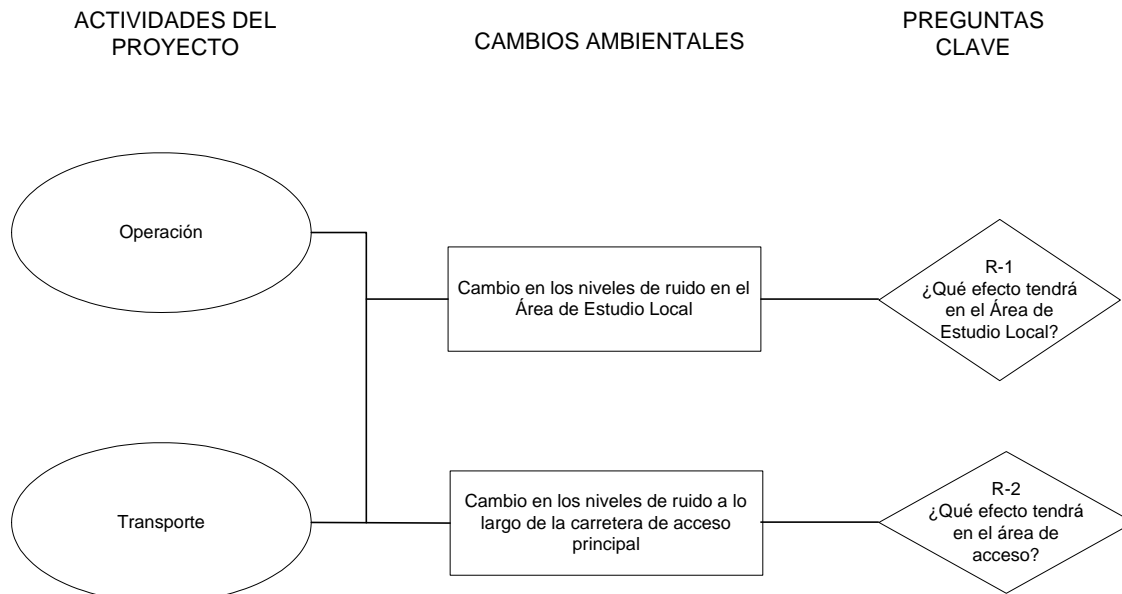 ACTIVIDADES DEL
PROYECTO
CAMBIOS AMBIENTALES
PREGUNTAS
CLAVE
Operación
Cambio en los niveles de ruido en el
Área de Estudio Local
R-1
¿Qué efecto tendrá
en el Área de
Estudio Local?
Transporte
Cambio en los niveles de ruido a lo
largo de la carretera de acceso
principal
R-2
¿Qué efecto tendrá
en el área de
acceso?